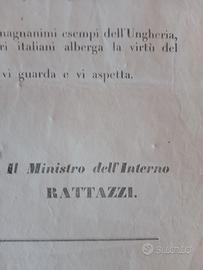 magnanimi esempi dell'Ungheria,
ri italiani alberga la virtù del
vi guarda e vi aspetta.
Il Ministro dell'Interno
RATTAZZI.
subito